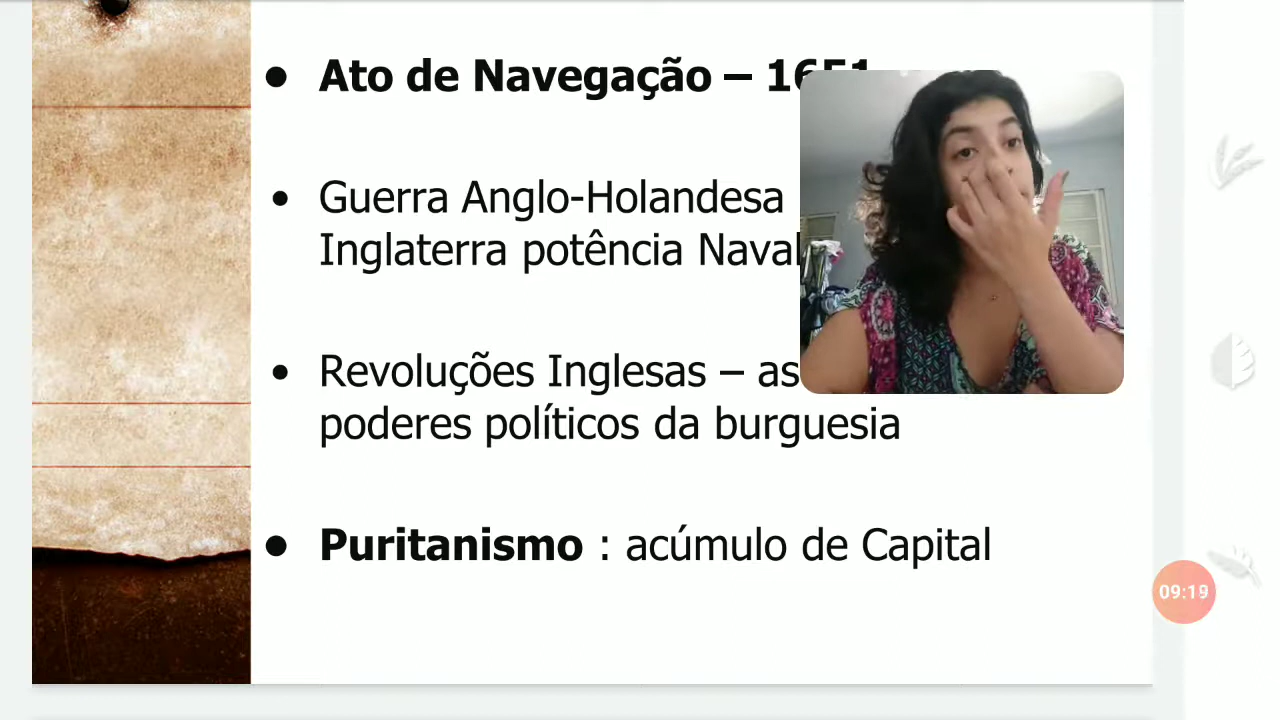 ● Ato de Navegação – 1651
• Guerra Anglo-Holandesa
Inglaterra potência Naval
• Revoluções Inglesas – as
poderes políticos da burguesia
● Puritanismo : acúmulo de Capital
09:19